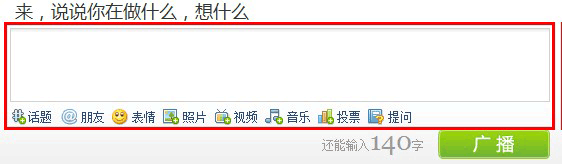 来，说说你在做什么，想什么
话题 朋友 表情 照片 视频 音乐 投票 提问
还能输入140字 广播